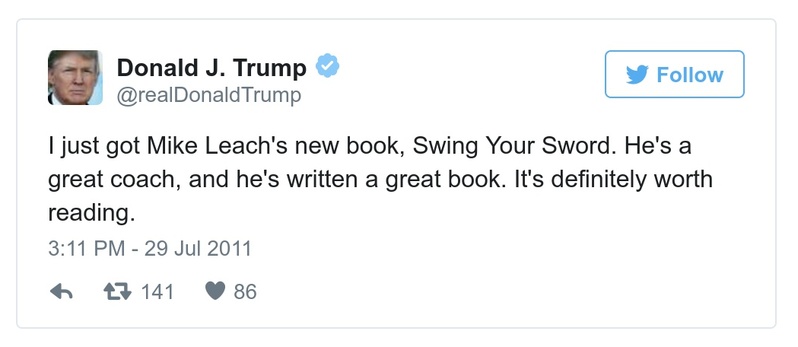 Donald J. Trump
@realDonaldTrump
Follow
I just got Mike Leach's new book, Swing Your Sword. He's a
great coach, and he's written a great book. It's definitely worth
reading.
3:11 PM - 29 Jul 2011
141 86